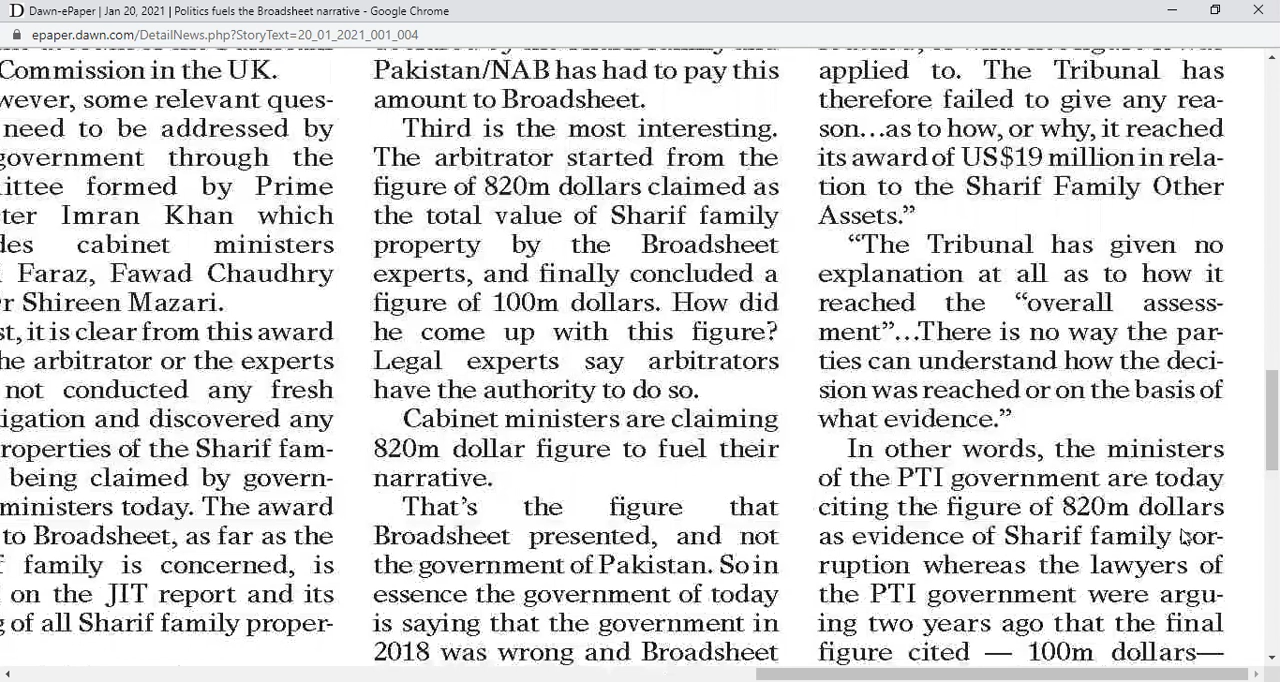 Dawn-ePaper | Jan 20, 2021 | Politics fuels the Broadsheet narrative - Google Chrome
epaper.dawn.com/DetailNews.php?StoryText=20_01_2021_001_004
Commission in the UK.
wever, some relevant ques-
need to be addressed by
government through the
ittee formed by Prime
ter Imran Khan which
des cabinet ministers
Faraz, Fawad Chaudhry
r Shireen Mazari.
st, it is clear from this award
he arbitrator or the experts
not conducted any fresh
igation and discovered any
roperties of the Sharif fam-
being claimed by govern-
ministers today. The award
to Broadsheet, as far as the
f family is concerned, is
on the JIT report and its
g of all Sharif family proper-
Pakistan/NAB has had to pay this
amount to Broadsheet.
Third is the most interesting.
The arbitrator started from the
figure of 820m dollars claimed as
the total value of Sharif family
property by the Broadsheet
experts, and finally concluded a
figure of 100m dollars. How did
he come up with this figure?
Legal experts say arbitrators
have the authority to do so.
Cabinet ministers are claiming
820m dollar figure to fuel their
narrative.
That's the figure that
Broadsheet presented, and not
the government of Pakistan. So in
essence the government of today
is saying that the government in
2018 was wrong and Broadsheet
applied to. The Tribunal has
therefore failed to give any rea-
son…as to how, or why, it reached
its award of US$19 million in rela-
tion to the Sharif Family Other
Assets.”
“The Tribunal has given no
explanation at all as to how it
reached the “overall assess-
ment”…There is no way the par-
ties can understand how the deci-
sion was reached or on the basis of
what evidence.”
In other words, the ministers
of the PTI government are today
citing the figure of 820m dollars
as evidence of Sharif family cor-
ruption whereas the lawyers of
the PTI government were argu-
ing two years ago that the final
figure cited — 100m dollars—